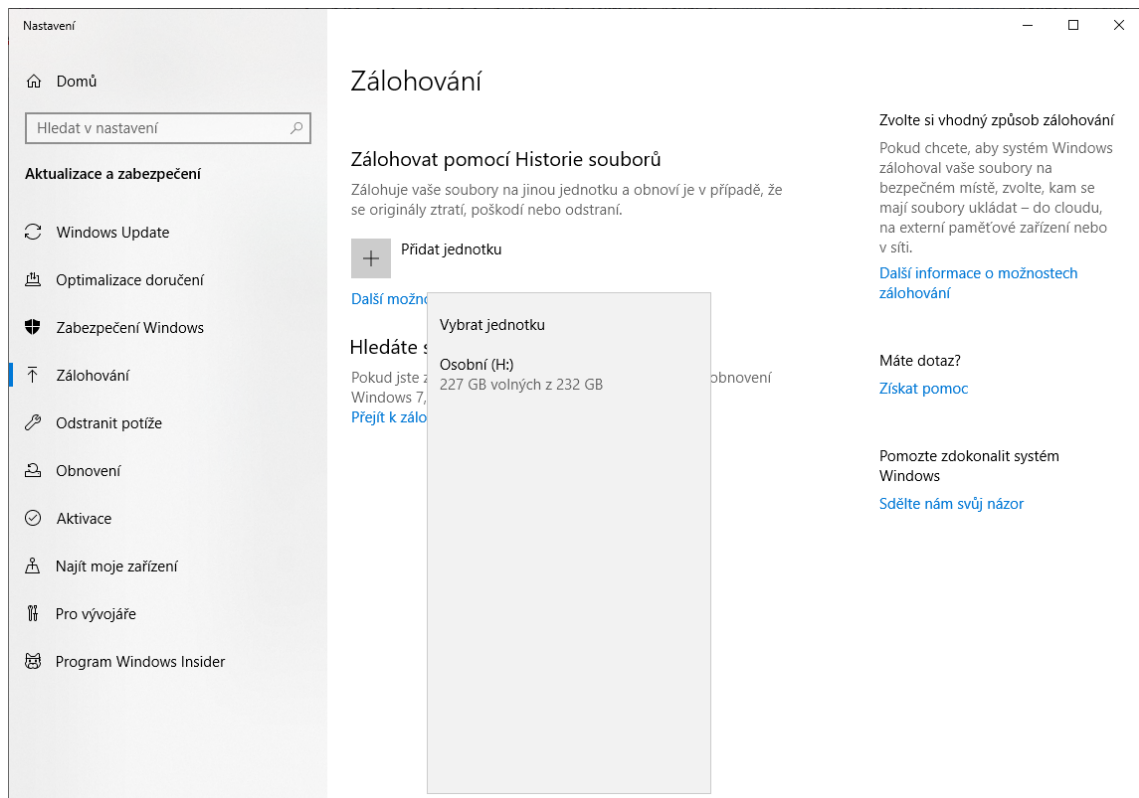 Nastavení
Domů
Hledat v nastavení
Aktualizace a zabezpečení
Windows Update
Optimalizace doručení
Zabezpečení Windows
Zálohování
Odstranit potíže
Obnovení
Aktivace
Najít moje zařízení
Pro vývojáře
Program Windows Insider
Zálohování
Zálohovat pomocí Historie souborů
Zálohuje vaše soubory na jinou jednotku a obnoví je v případě, že
se originály ztratí, poškodí nebo odstraní.
Přidat jednotku
Další možno
Hledáte s
Pokud jste z
obnovení
Windows 7,
Přejít k zálo
Vybrat jednotku
Osobní (H:)
227 GB volných z 232 GB
Zvolte si vhodný způsob zálohování
Pokud chcete, aby systém Windows
zálohoval vaše soubory na
bezpečném místě, zvolte, kam se
mají soubory ukládat – do cloudu,
na externí paměťové zařízení nebo
v síti.
Další informace o možnostech
zálohování
Máte dotaz?
Získat pomoc
Pomozte zdokonalit systém
Windows
Sdělte nám svůj názor